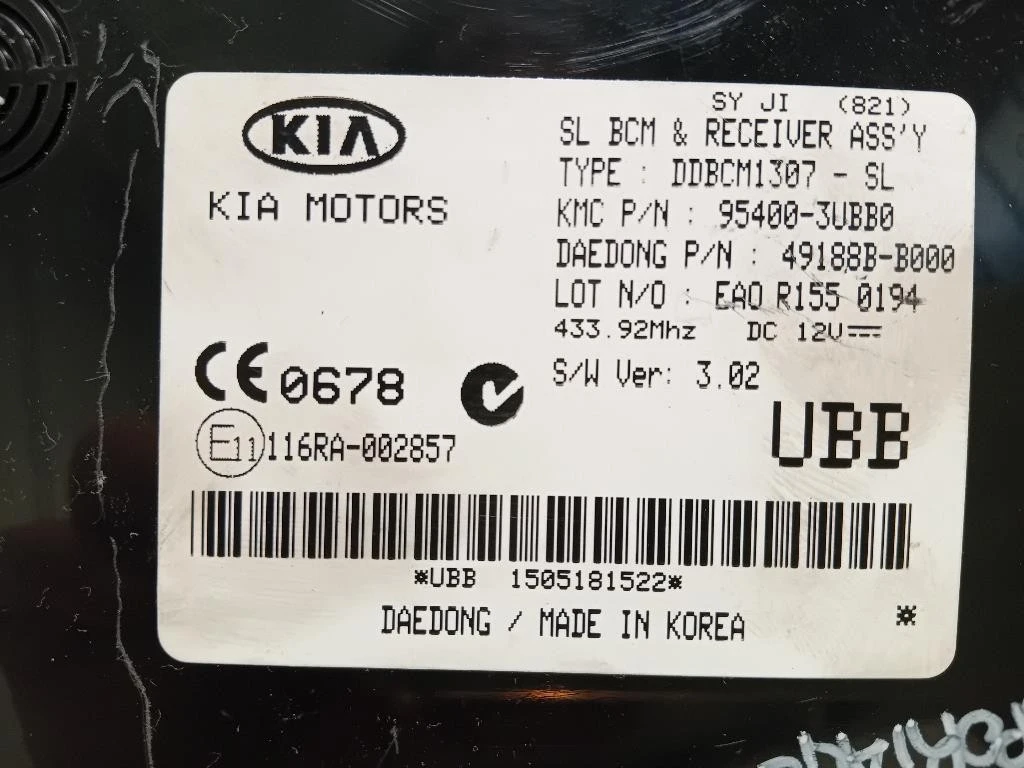 SY JI (821)
KIA
KIA MOTORS
SL BCM & RECEIVER ASS'Y
TYPE : DDBCM1307 - SL
KMC P/N : 95400-3UBB0
DAEDONG P/N : 49188B-B000
LOT N/O : EAO R155 0194
433.92Mhz DC 12V
S/W Ver: 3.02
CE 0678
UBB
E11 116RA-002857
*UBB 1505181522*
DAEDONG / MADE IN KOREA *